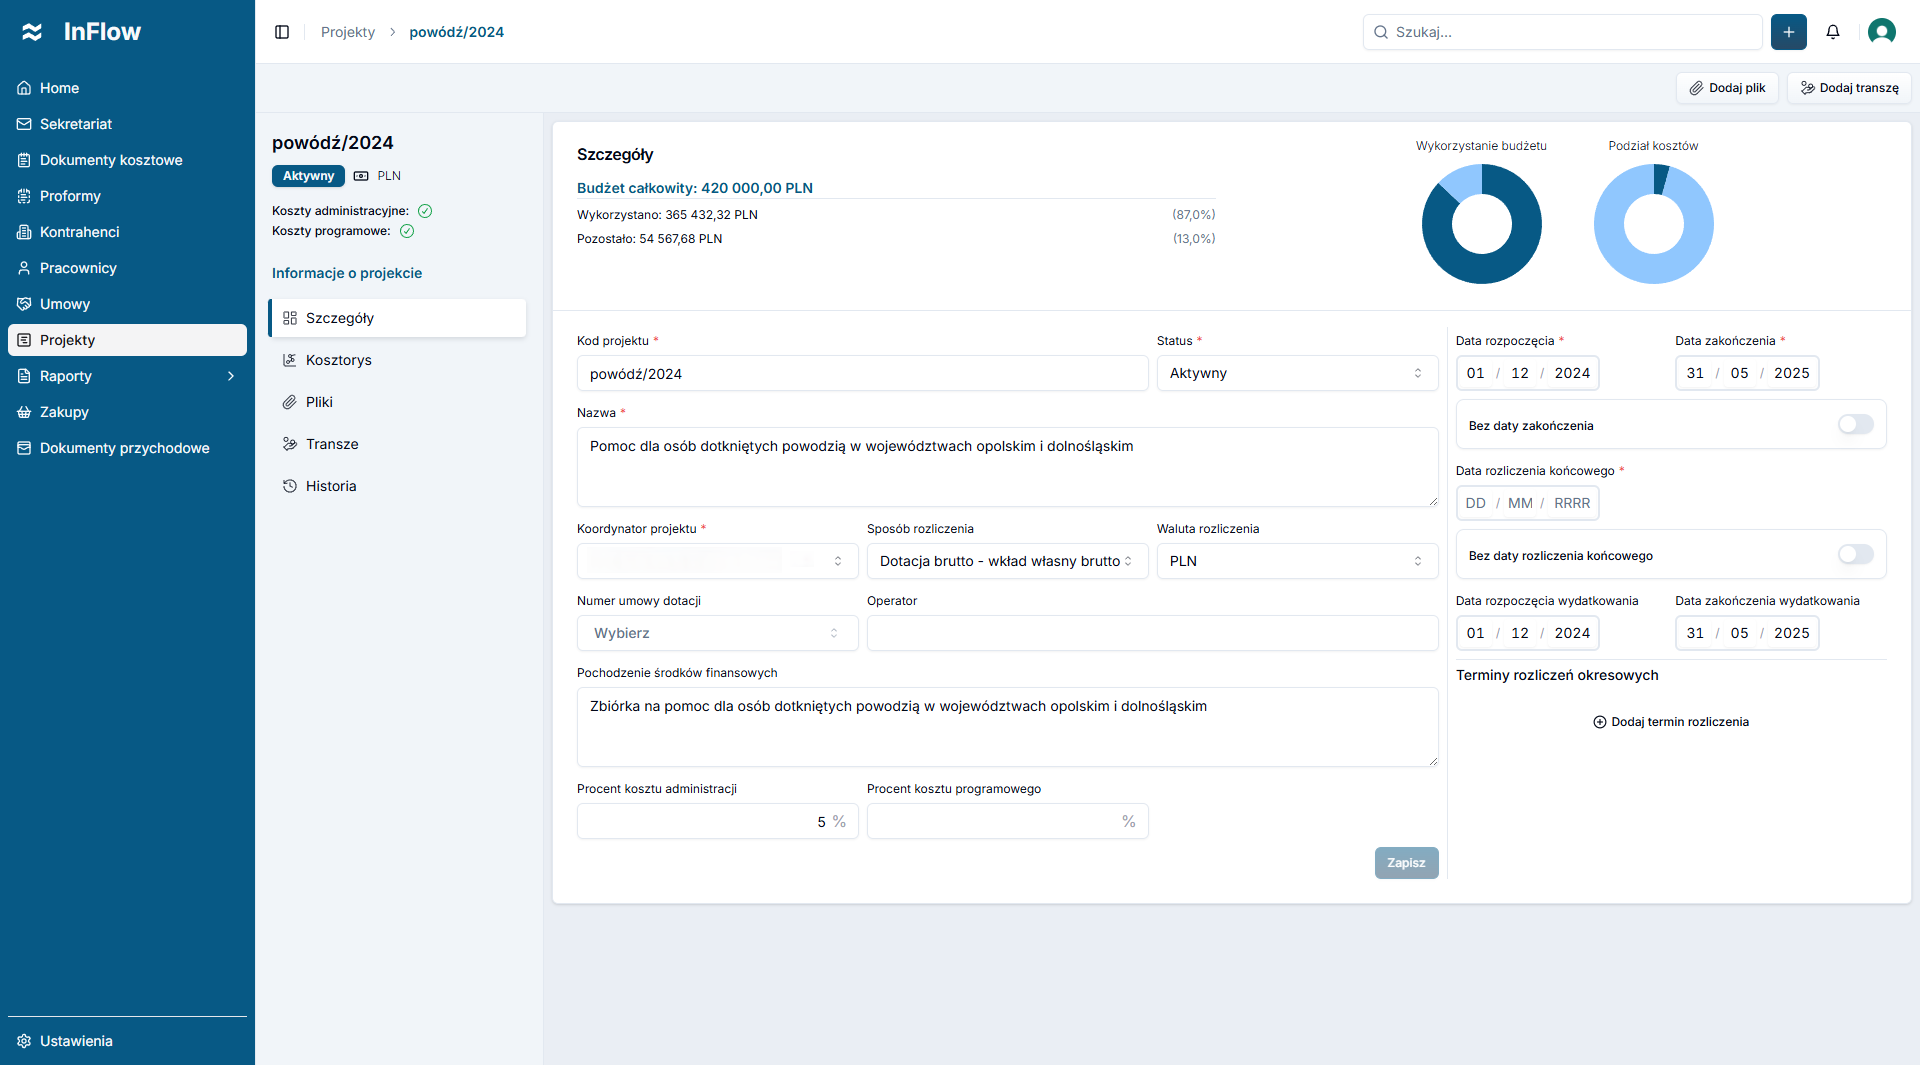 InFlow
Home
Sekretariat
Dokumenty kosztowe
Proformy
Kontrahenci
Pracownicy
Umowy
Projekty
Raporty
Zakupy
Dokumenty przychodowe
Ustawienia
Projekty > powódź/2024
Szukaj...
Dodaj plik
Dodaj transzę
powódź/2024
Aktywny PLN
Koszty administracyjne:
Koszty programowe:
Informacje o projekcie
Szczegóły
Kosztorys
Pliki
Transze
Historia
Szczegóły
Budżet całkowity: 420 000,00 PLN
Wykorzystano: 365 432,32 PLN (87,0%)
Pozostało: 54 567,68 PLN (13,0%)
Wykorzystanie budżetu
Podział kosztów
Kod projektu *
powódź/2024
Status *
Aktywny
Nazwa *
Pomoc dla osób dotkniętych powodzią w województwach opolskim i dolnośląskim
Koordynator projektu *
Sposób rozliczenia
Dotacja brutto - wkład własny brutto
Waluta rozliczenia
PLN
Numer umowy dotacji
Wybierz
Operator
Pochodzenie środków finansowych
Zbiórka na pomoc dla osób dotkniętych powodzią w województwach opolskim i dolnośląskim
Procent kosztu administracji
5 %
Procent kosztu programowego
%
Zapisz
Data rozpoczęcia *
01 / 12 / 2024
Data zakończenia *
31 / 05 / 2025
Bez daty zakończenia
Data rozliczenia końcowego *
DD / MM / RRRR
Bez daty rozliczenia końcowego
Data rozpoczęcia wydatkowania
01 / 12 / 2024
Data zakończenia wydatkowania
31 / 05 / 2025
Terminy rozliczeń okresowych
Dodaj termin rozliczenia